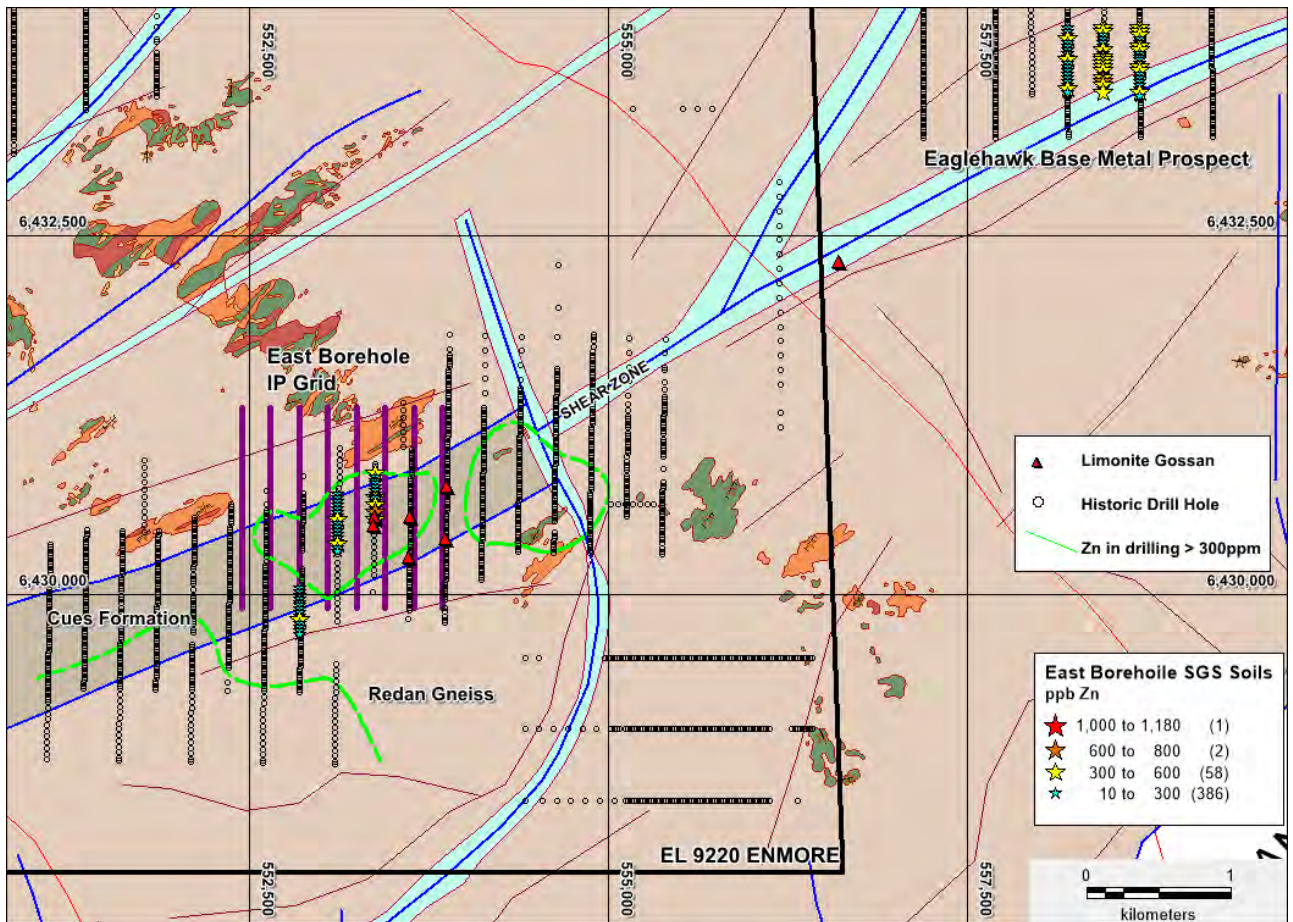 552,500
555,000
557,500
Eaglehawk Base Metal Prospect
6,432,500
6,432,500
East Borehole
IP Grid
SHEAR ZONE
Limonite Gossan
Historic Drill Hole
Zn in drilling > 300ppm
6,430,000
6,430,000
Cues Formation
Redan Gneiss
East Borehoile SGS Soils
ppb Zn
1,000 to 1,180 (1)
600 to 800 (2)
300 to 600 (58)
10 to 300 (386)
EL 9220 ENMORE
552,500
555,000
557,500
0 1
kilometers